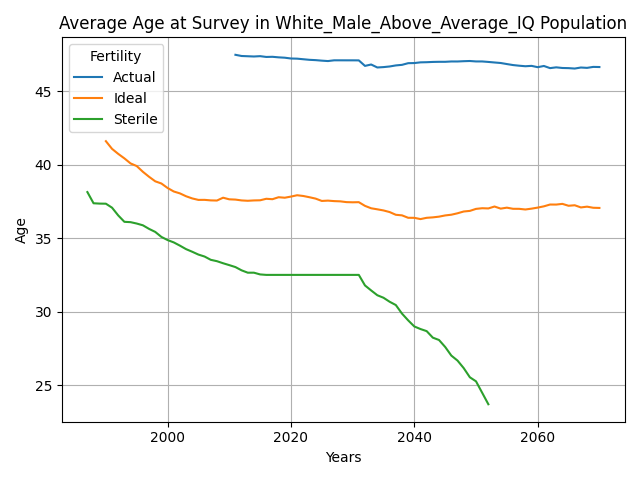 Average Age at Survey in White_Male_Above_Average_IQ Population
Fertility
Actual
Ideal
Sterile
45
40
35
30
25
Age
2000 2020 2040 2060
Years